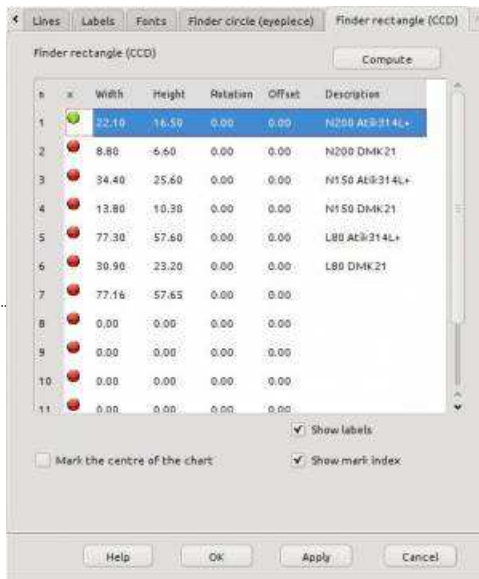 Lines Labels Fonts Finder circle (eyepiece) Finder rectangle (CCD)
Finder rectangle (CCD) Compute
n x Width Height Rotation Offset Description
1 22.10 16.50 0.00 0.00 N200 Atik314L+
2 8.80 6.60 0.00 0.00 N200 DMK21
3 34.40 25.60 0.00 0.00 N150 Atik314L+
4 13.80 10.30 0.00 0.00 N150 DMK21
5 77.30 57.60 0.00 0.00 L80 Atik314L+
6 30.90 23.20 0.00 0.00 L80 DMK21
7 77.16 57.65 0.00 0.00
8 0.00 0.00 0.00 0.00
9 0.00 0.00 0.00 0.00
10 0.00 0.00 0.00 0.00
11 0.00 0.00 0.00 0.00
Show labels
Mark the centre of the chart Show mark index
Help OK Apply Cancel